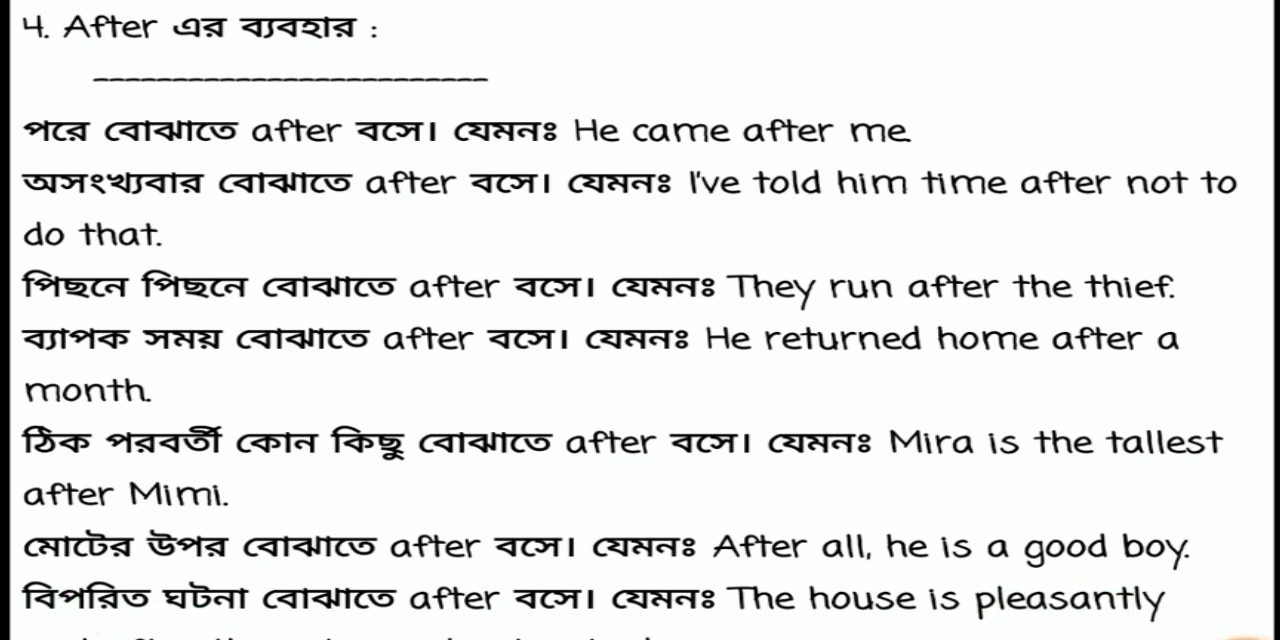 4. After এর ব্যবহার :
-------------------------
পরে বোঝাতে after বসে। যেমনঃ He came after me.
অসংখ্যবার বোঝাতে after বসে। যেমনঃ I've told him time after not to
do that.
পিছনে পিছনে বোঝাতে after বসে। যেমনঃ They run after the thief.
ব্যাপক সময় বোঝাতে after বসে। যেমনঃ He returned home after a
month.
ঠিক পরবর্তী কোন কিছু বোঝাতে after বসে। যেমনঃ Mira is the tallest
after Mimi.
মোটের উপর বোঝাতে after বসে। যেমনঃ After all, he is a good boy.
বিপরিত ঘটনা বোঝাতে after বসে। যেমনঃ The house is pleasantly